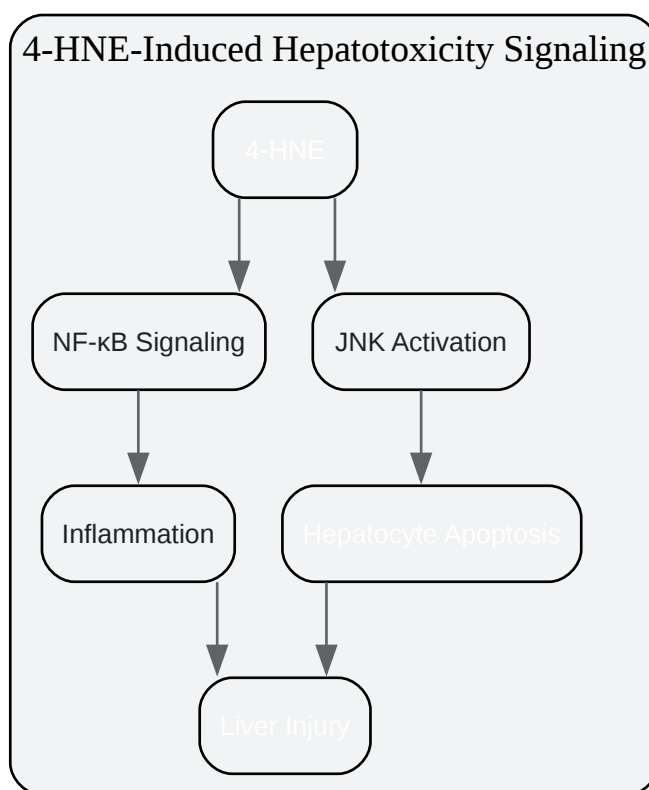 4-HNE-Induced Hepatotoxicity Signaling
4-HNE
NF-κB Signaling
JNK Activation
Inflammation
Hepatocyte Apoptosis
Liver Injury